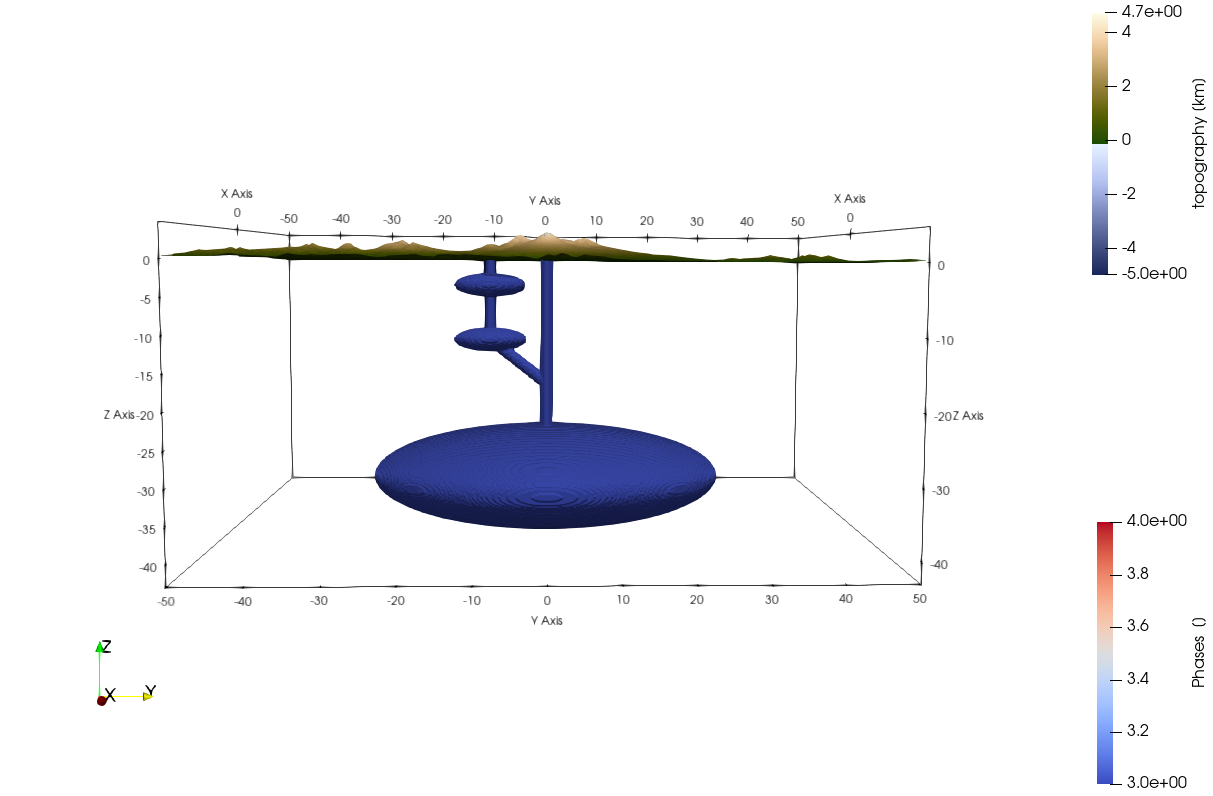 4.7e+00
4
2
0
-2
-4
-5.0e+00
topography (km)
X Axis
Y Axis
X Axis
0
-50 -40 -30 -20 -10 0 10 20 30 40 50
0
0
-5
-10
-15
Z Axis -20
-25
-30
-35
-40
0
-10
-20 Z Axis
-30
-40
-50 -40 -30 -20 -10 0 10 20 30 40 50
Y Axis
4.0e+00
3.8
3.6
3.4
3.2
3.0e+00
Phases ()
Z
X Y